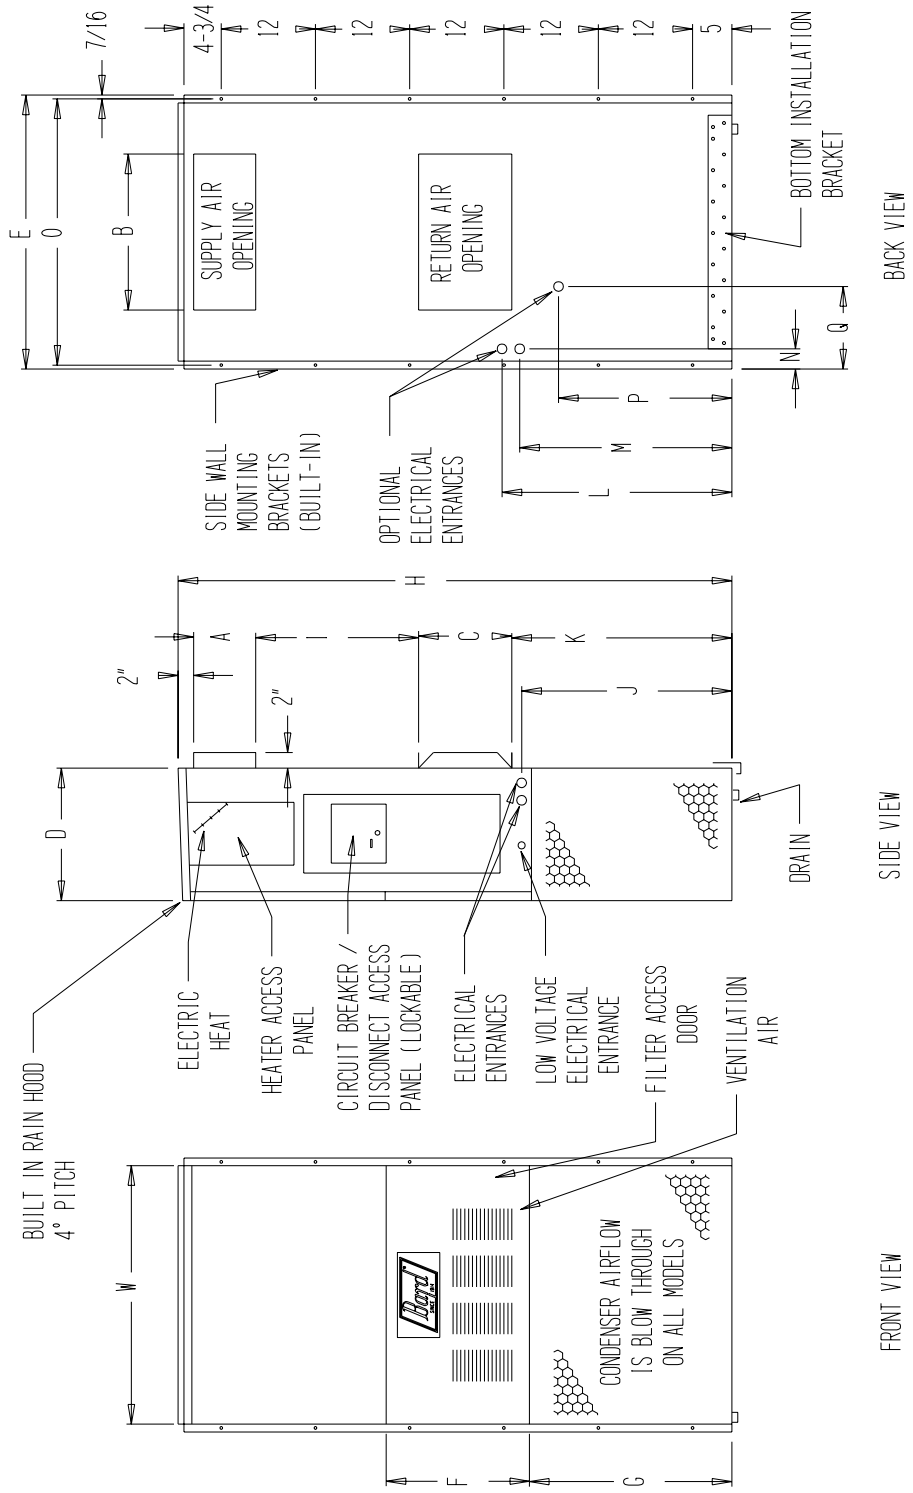 BUILT IN RAIN HOOD
4° PITCH
W
F
G
Bard
SINCE 1914
CONDENSER AIRFLOW
IS BLOW THROUGH
ON ALL MODELS
FRONT VIEW
ELECTRIC
HEAT
HEATER ACCESS
PANEL
CIRCUIT BREAKER /
DISCONNECT ACCESS
PANEL (LOCKABLE)
ELECTRICAL
ENTRANCES
LOW VOLTAGE
ELECTRICAL
ENTRANCE
FILTER ACCESS
DOOR
VENTILATION
AIR
D
2"
A
I
2"
C
K
J
H
DRAIN
SIDE VIEW
SIDE WALL
MOUNTING
BRACKETS
(BUILT-IN)
OPTIONAL
ELECTRICAL
ENTRANCES
E
O
B
7/16
SUPPLY AIR
OPENING
RETURN AIR
OPENING
4-3/4
12
12
12
12
12
5
L
M
P
N
Q
BOTTOM INSTALLATION
BRACKET
BACK VIEW